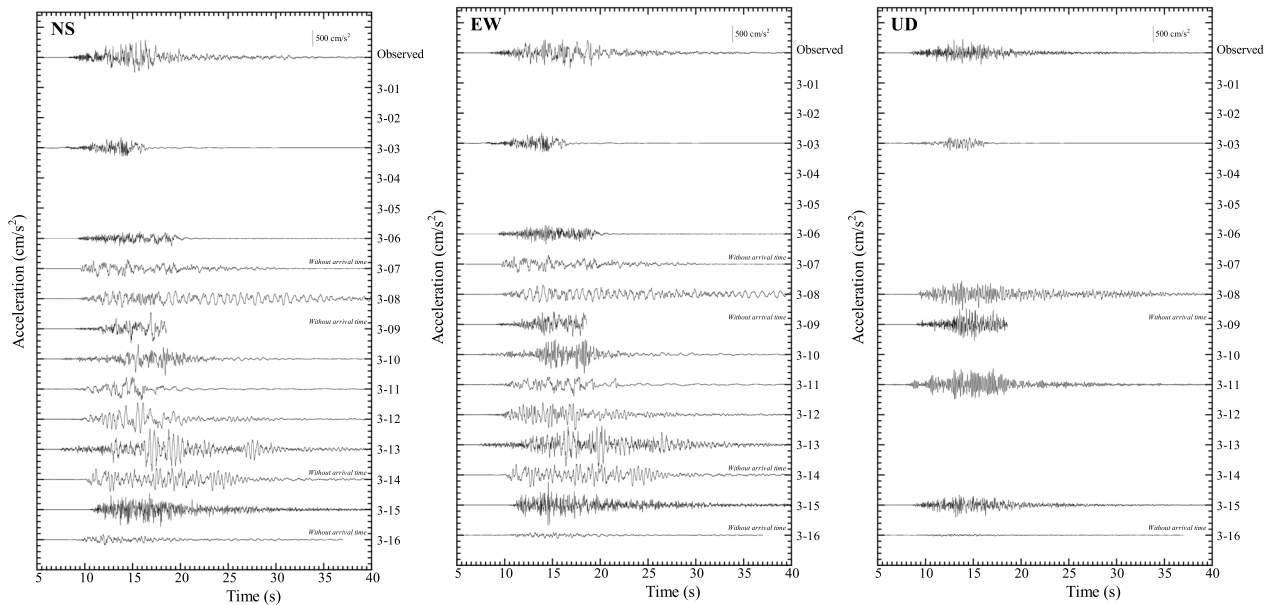 NS
500 cm/s²
Observed
3-01
3-02
3-03
3-04
3-05
3-06
Without arrival time
3-07
3-08
Without arrival time
3-09
3-10
3-11
3-12
3-13
Without arrival time
3-14
3-15
Without arrival time
3-16
Acceleration (cm/s²)
5 10 15 20 25 30 35 40
Time (s)
EW
500 cm/s²
Observed
3-01
3-02
3-03
3-04
3-05
3-06
Without arrival time
3-07
3-08
Without arrival time
3-09
3-10
3-11
3-12
3-13
Without arrival time
3-14
3-15
Without arrival time
3-16
Acceleration (cm/s²)
5 10 15 20 25 30 35 40
Time (s)
UD
500 cm/s²
Observed
3-01
3-02
3-03
3-04
3-05
3-06
3-07
3-08
Without arrival time
3-09
3-10
3-11
3-12
3-13
3-14
3-15
Without arrival time
3-16
Acceleration (cm/s²)
5 10 15 20 25 30 35 40
Time (s)